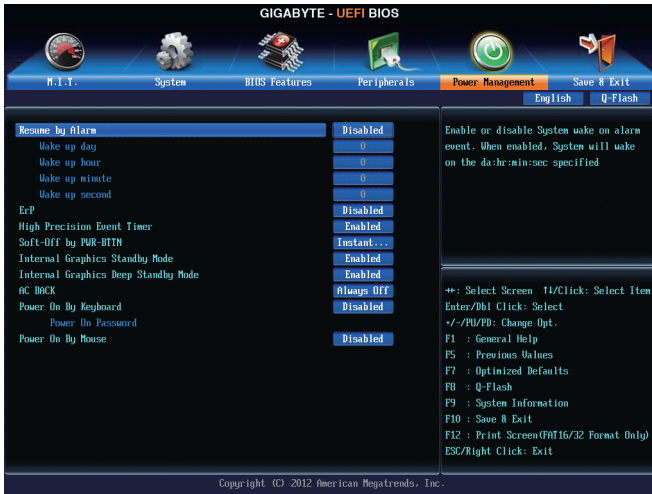 GIGABYTE - UEFI BIOS
M.I.T. System BIOS Features Peripherals Power Management Save & Exit
English Q-Flash
Resume by Alarm Disabled
Wake up day 0
Wake up hour 0
Wake up minute 0
Wake up second 0
ErP Disabled
High Precision Event Timer Enabled
Soft-Off by PWR-BTTN Instant...
Internal Graphics Standby Mode Enabled
Internal Graphics Deep Standby Mode Enabled
AC BACK Always Off
Power On By Keyboard Disabled
Power On Password
Power On By Mouse Disabled
Enable or disable System wake on alarm
event. When enabled, System will wake
on the da:hr:min:sec specified
→←: Select Screen ↑↓/Click: Select Item
Enter/Dbl Click: Select
+/-/PU/PD: Change Opt.
F1 : General Help
F5 : Previous Values
F7 : Optimized Defaults
F8 : Q-Flash
F9 : System Information
F10 : Save & Exit
F12 : Print Screen(FAT16/32 Format Only)
ESC/Right Click: Exit
Copyright (C) 2012 American Megatrends, Inc.